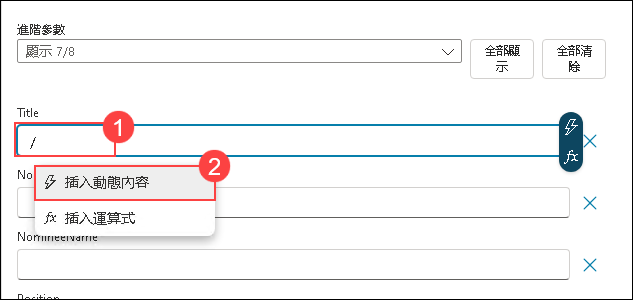 進階參數
顯示 7/8
全部顯示
全部清除
Title
1
/
fx
2
No
插入動態內容
fx 插入運算式
NomineeName
Position